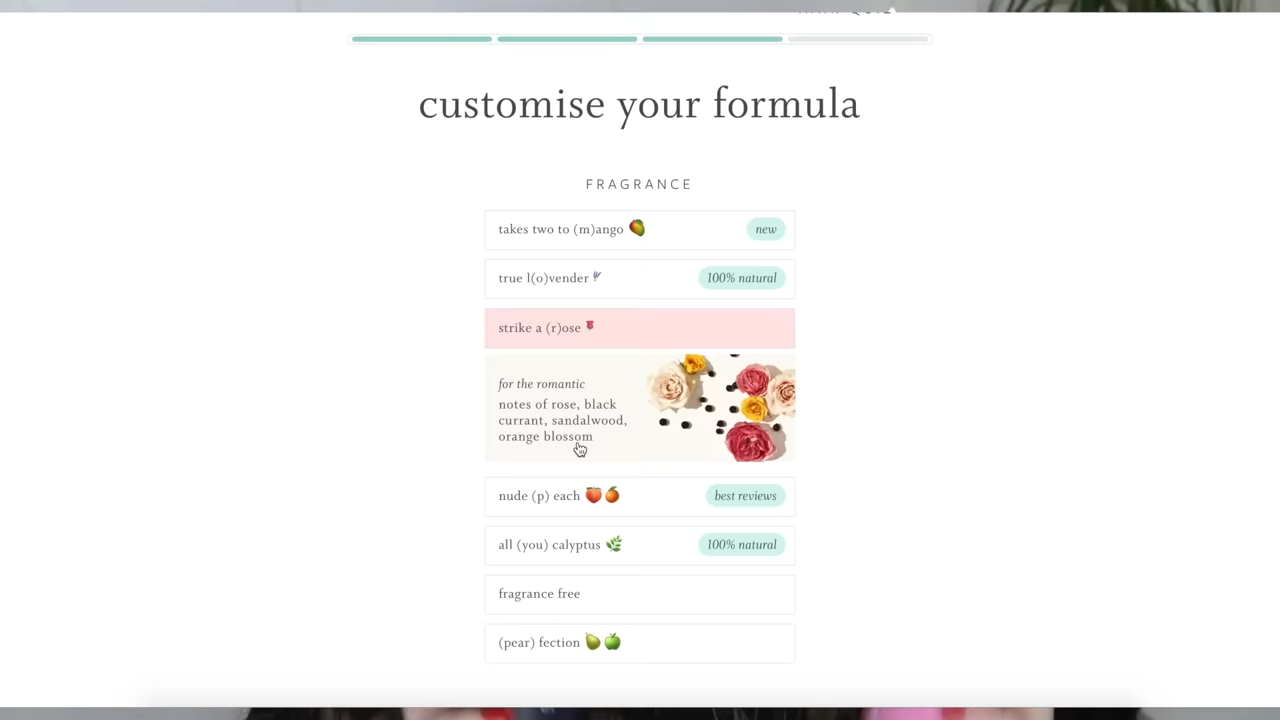 customise your formula
FRAGRANCE
takes two to (m)ango 🥭 new
true l(o)vender 100% natural
strike a (r)ose 🌹
for the romantic
notes of rose, black
currant, sandalwood,
orange blossom
nude (p) each 🍑🍊 best reviews
all (you) calyptus 🌿 100% natural
fragrance free
(pear) fection 🍐🍏